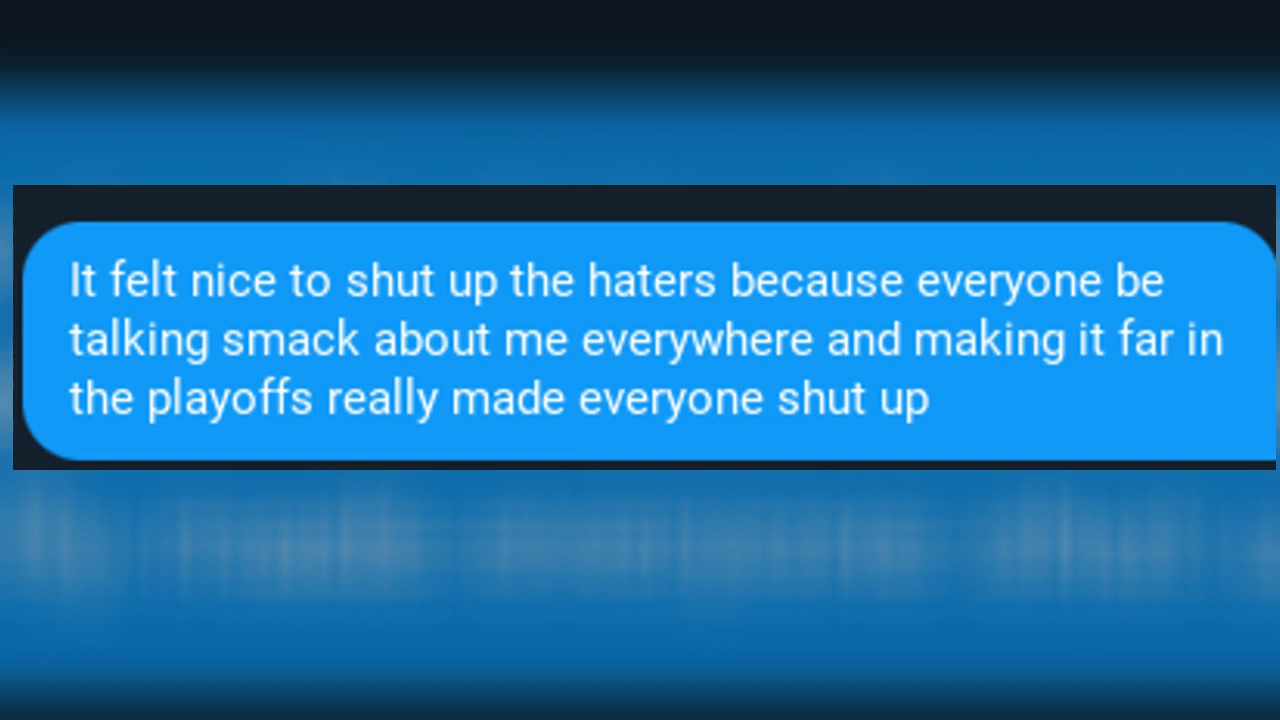 It felt nice to shut up the haters because everyone be
talking smack about me everywhere and making it far in
the playoffs really made everyone shut up